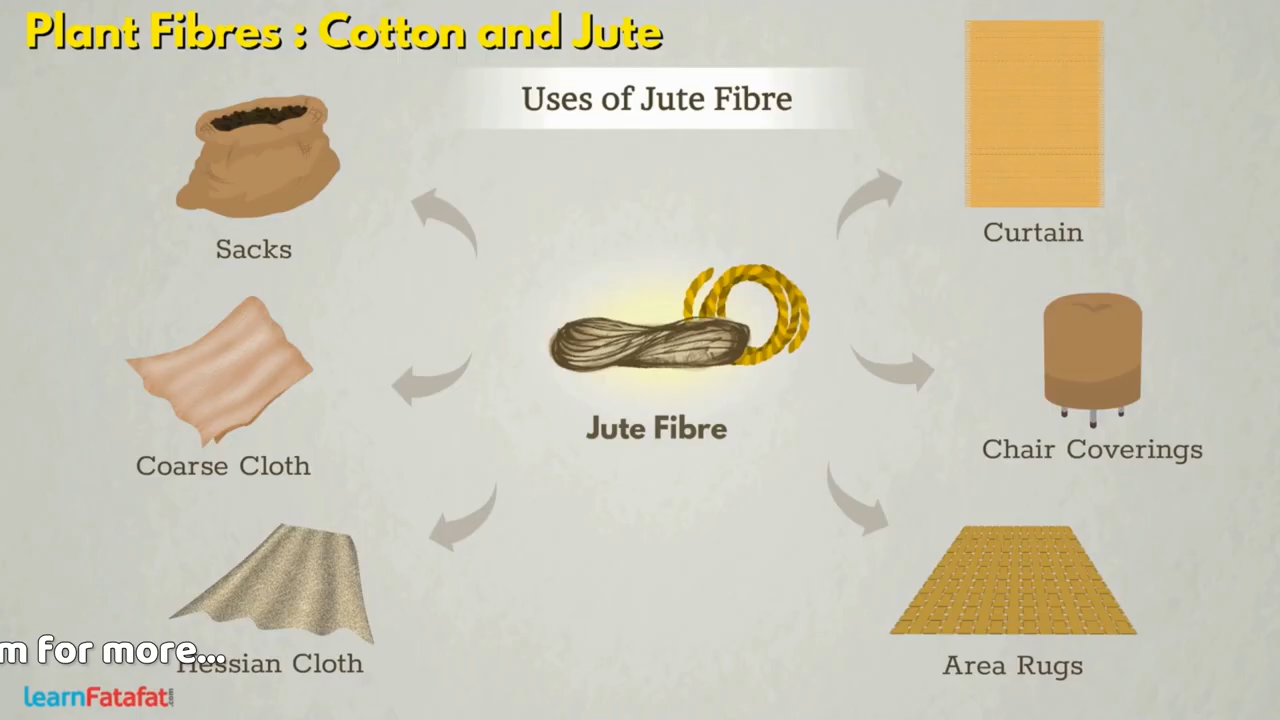 Plant Fibres : Cotton and Jute
Uses of Jute Fibre
Sacks
Curtain
Jute Fibre
Coarse Cloth
Chair Coverings
m for more...
Hessian Cloth
Area Rugs
learnFatafat.com